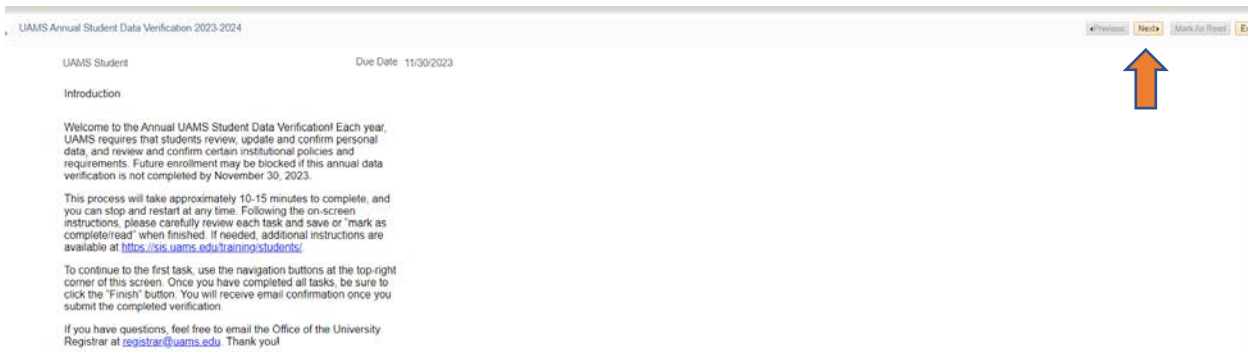 UAMS Annual Student Data Verification 2023-2024
◂Previous Next▸ Mark As Read
UAMS Student Due Date 11/30/2023
Introduction
Welcome to the Annual UAMS Student Data Verification! Each year,
UAMS requires that students review, update and confirm personal
data, and review and confirm certain institutional policies and
requirements. Future enrollment may be blocked if this annual data
verification is not completed by November 30, 2023.
This process will take approximately 10-15 minutes to complete, and
you can stop and restart at any time. Following the on-screen
instructions, please carefully review each task and save or "mark as
complete/read" when finished. If needed, additional instructions are
available at https://sis.uams.edu/training/students/.
To continue to the first task, use the navigation buttons at the top-right
corner of this screen. Once you have completed all tasks, be sure to
click the "Finish" button. You will receive email confirmation once you
submit the completed verification.
If you have questions, feel free to email the Office of the University
Registrar at registrar@uams.edu. Thank you!